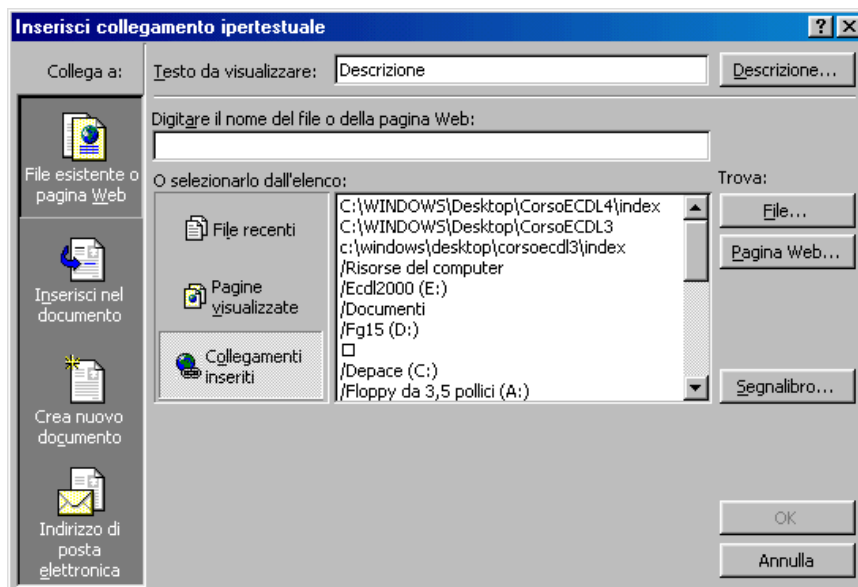 Inserisci collegamento ipertestuale
Collega a:
Testo da visualizzare:
Descrizione
Descrizione...
Digitare il nome del file o della pagina Web:
File esistente o
pagina Web
O selezionarlo dall'elenco:
Trova:
File recenti
Pagine
visualizzate
Collegamenti
inseriti
C:\WINDOWS\Desktop\CorsoECDL4\index
C:\WINDOWS\Desktop\CorsoECDL3
c:\windows\desktop\corsoecdl3\index
/Risorse del computer
/Ecdl2000 (E:)
/Documenti
/Fg15 (D:)
/Depace (C:)
/Floppy da 3,5 pollici (A:)
File...
Pagina Web...
Segnalibro...
Inserisci nel
documento
Crea nuovo
documento
Indirizzo di
posta
elettronica
OK
Annulla